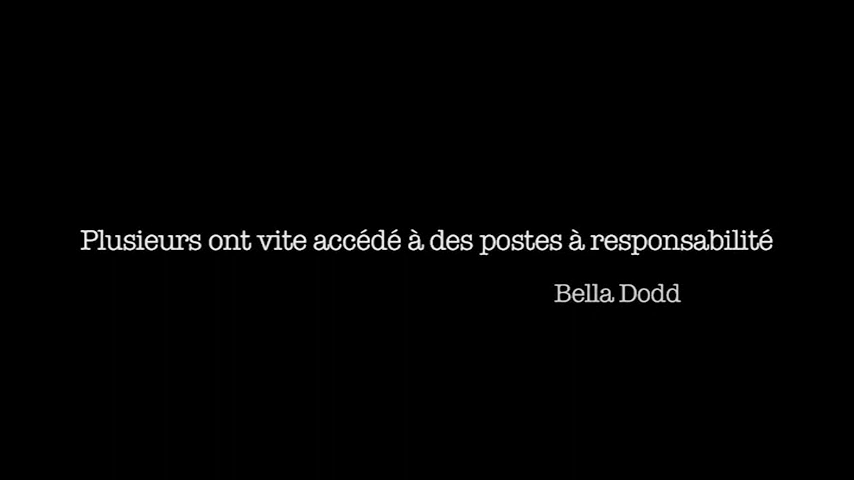 Plusieurs ont vite accédé à des postes à responsabilité
Bella Dodd